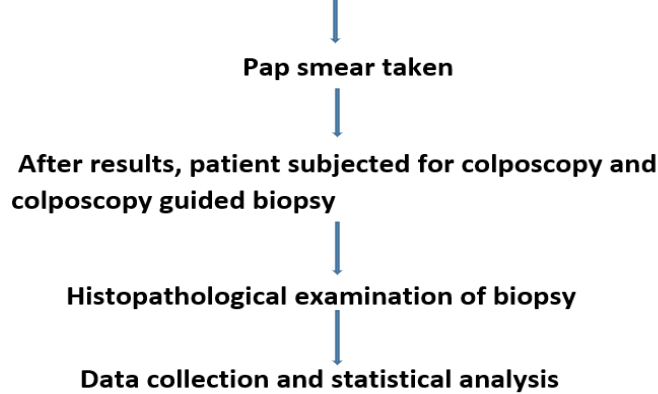 Pap smear taken
After results, patient subjected for colposcopy and
colposcopy guided biopsy
Histopathological examination of biopsy
Data collection and statistical analysis